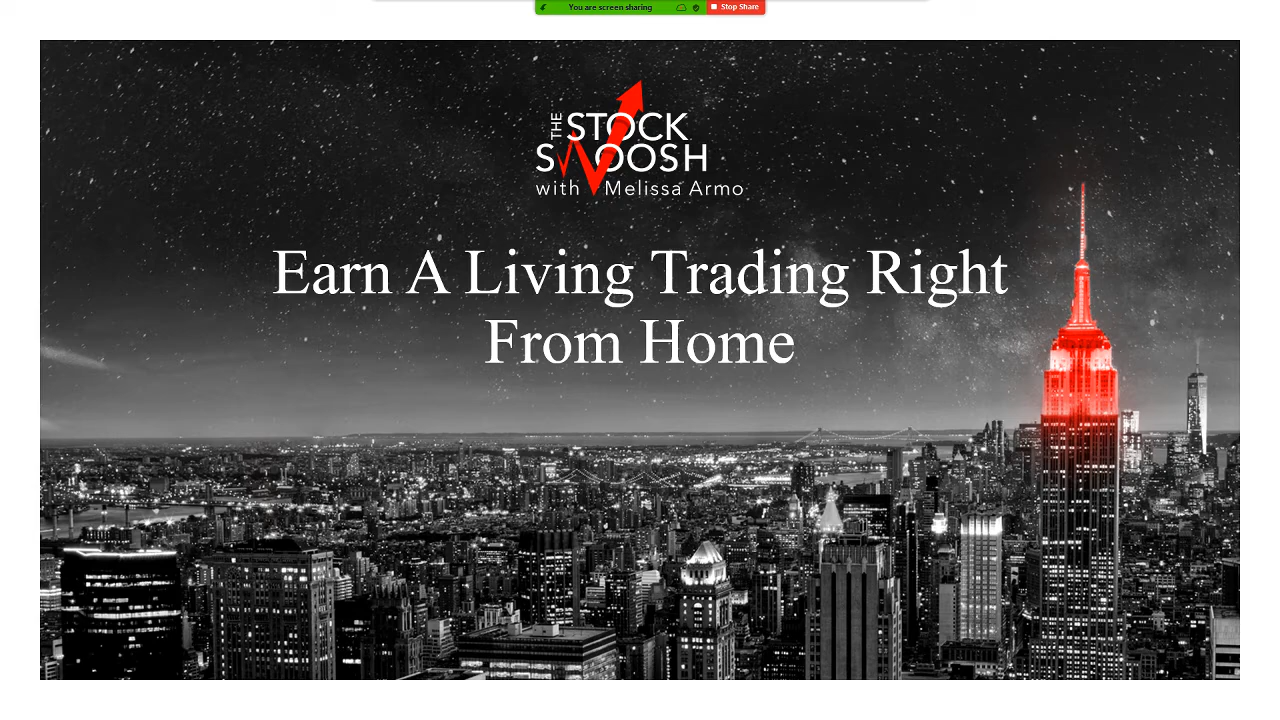 You are screen sharing
Stop Share
THE STOCK
SWOOSH
with Melissa Armo
Earn A Living Trading Right
From Home